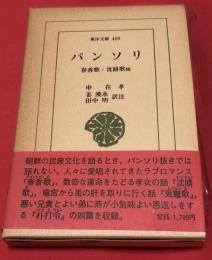 東洋文庫 409
パンソリ
春香歌・沈睛歌他
申在孝
姜漢永
田中明 訳注
朝鮮の民衆文化を語るとき、パンソリ抜きでは
語れない。人々に愛唱されてきたラブロマンス
「春香歌」、数奇な運命をたどる孝女の話「沈睛
歌」、竜宮から兎の肝を取りに行く話「兎鼈歌」、
悪い兄貴とよい弟に燕が小気味よい恩返しをす
る「朴打令」の四篇を収録。
定価1,700円